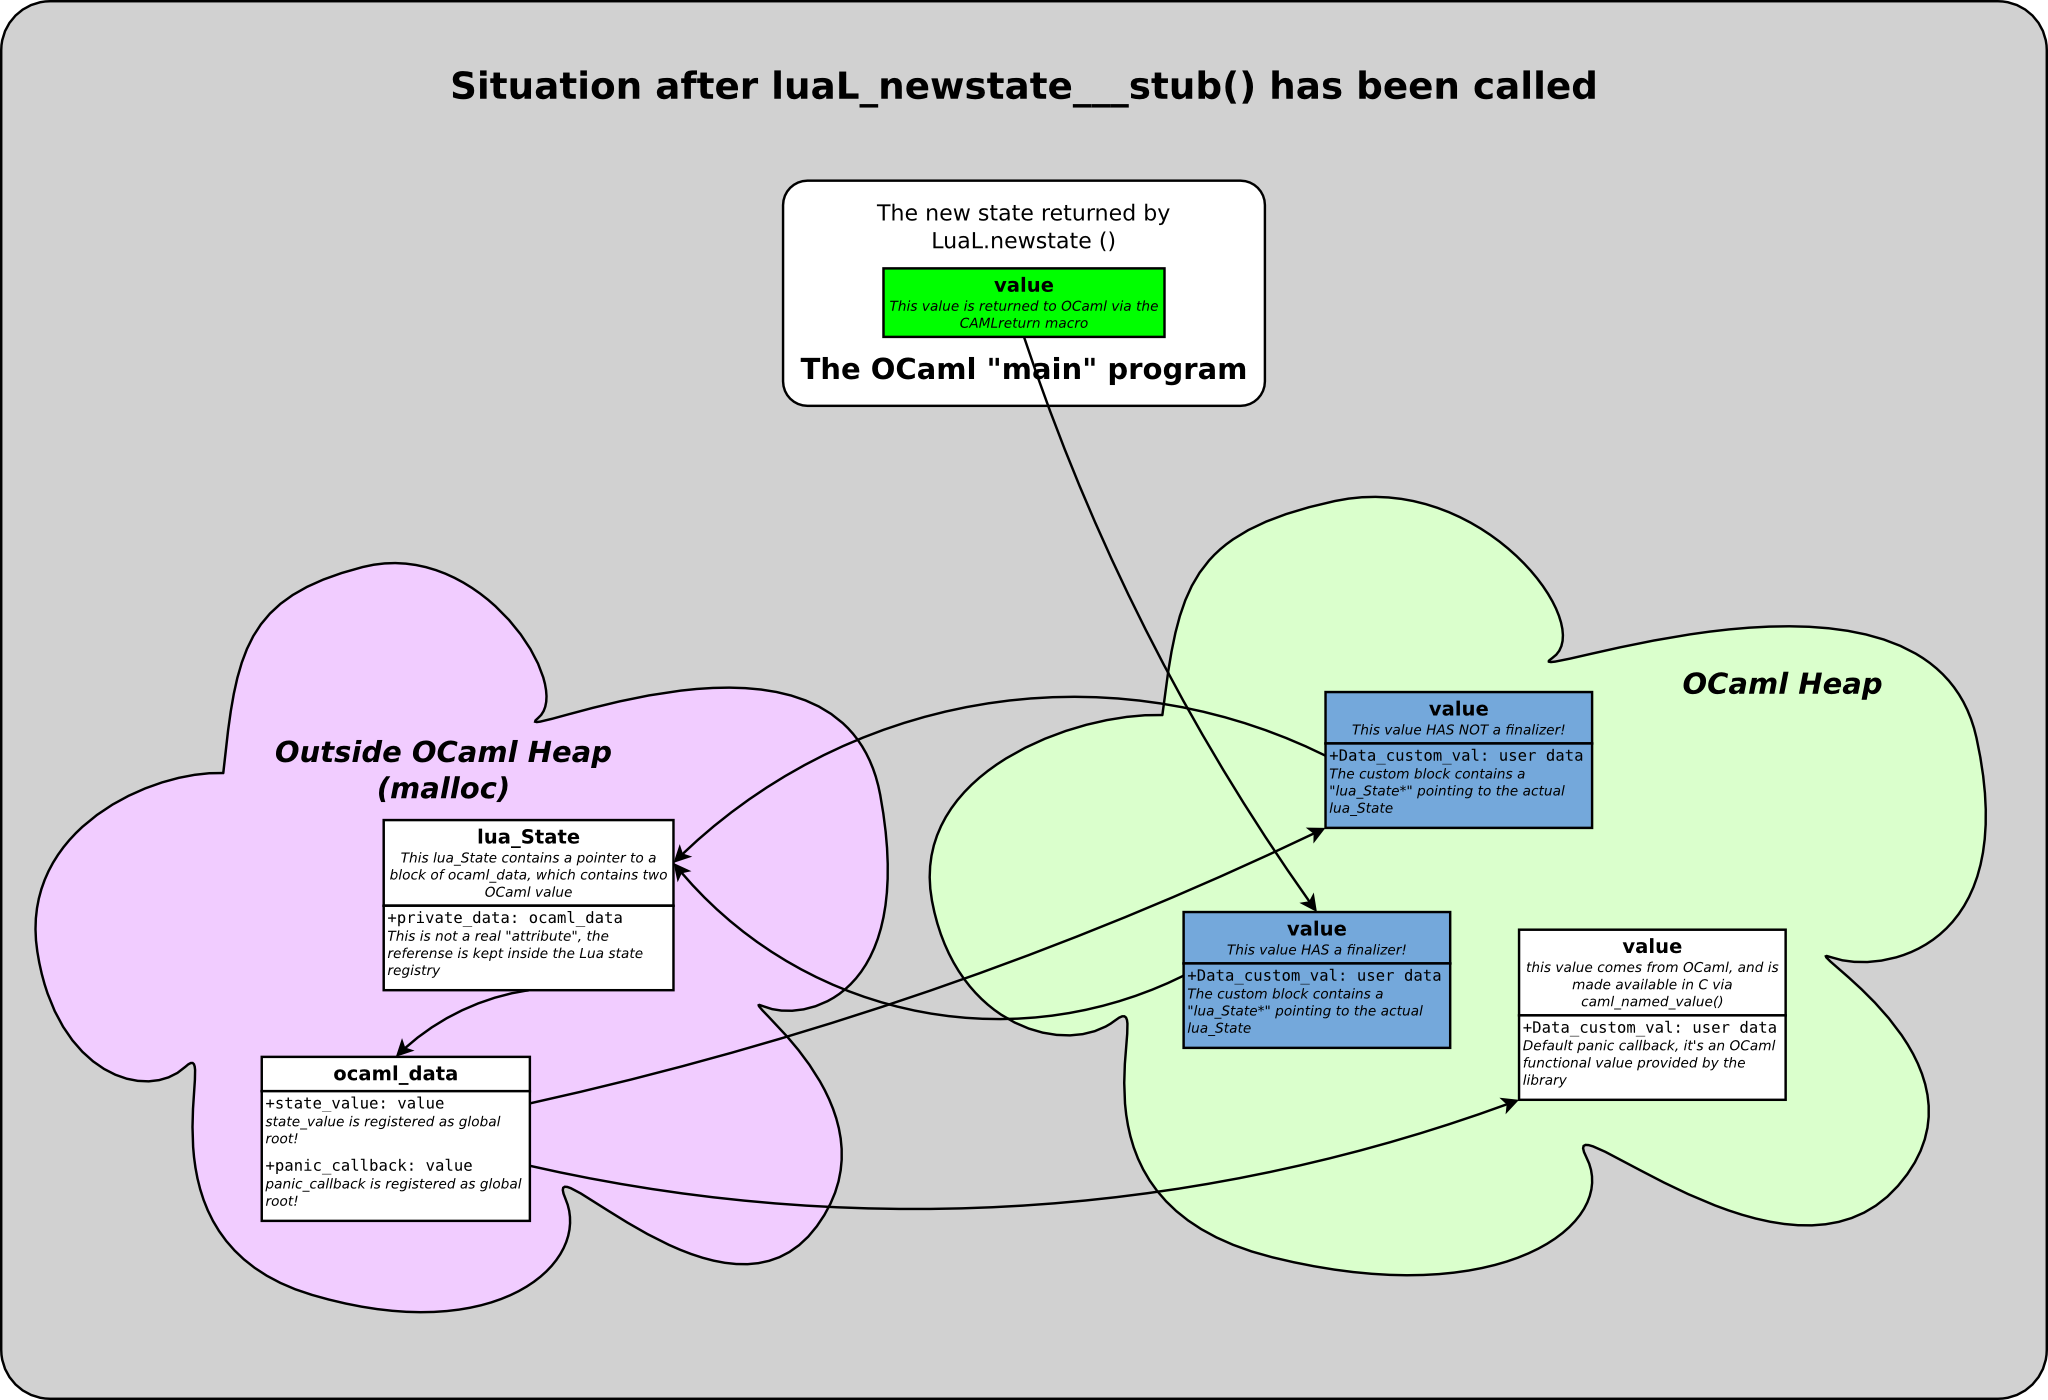 Situation after luaL_newstate___stub() has been called
The new state returned by
LuaL.newstate ()
value
This value is returned to OCaml via the
CAMLreturn macro
The OCaml "main" program
OCaml Heap
value
This value HAS NOT a finalizer!
+Data_custom_val: user data
The custom block contains a
"lua_State*" pointing to the actual
lua_State
Outside OCaml Heap
(malloc)
lua_State
This lua_State contains a pointer to a
block of ocaml_data, which contains two
OCaml value
+private_data: ocaml_data
This is not a real "attribute", the
referense is kept inside the Lua state
registry
value
This value HAS a finalizer!
+Data_custom_val: user data
The custom block contains a
"lua_State*" pointing to the actual
lua_State
value
this value comes from OCaml, and is
made available in C via
caml_named_value()
+Data_custom_val: user data
Default panic callback, it's an OCaml
functional value provided by the
library
ocaml_data
+state_value: value
state_value is registered as global
root!
+panic_callback: value
panic_callback is registered as global
root!